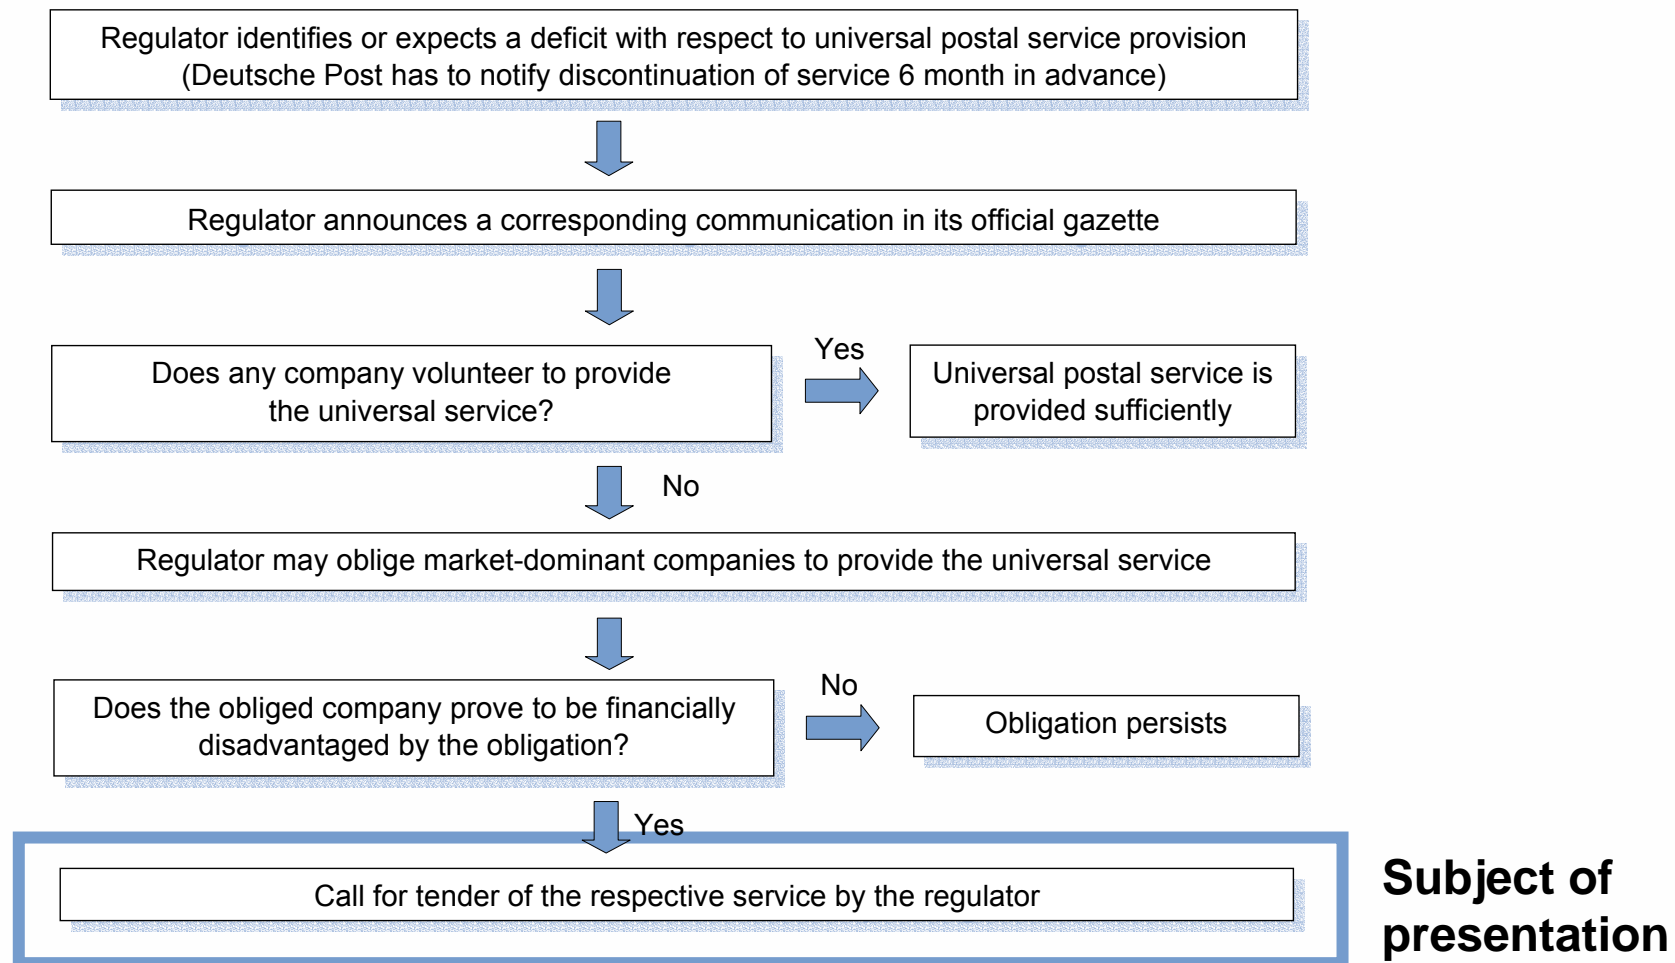 Regulator identifies or expects a deficit with respect to universal postal service provision
(Deutsche Post has to notify discontinuation of service 6 month in advance)
Regulator announces a corresponding communication in its official gazette
Does any company volunteer to provide
the universal service?
Yes
Universal postal service is
provided sufficiently
No
Regulator may oblige market-dominant companies to provide the universal service
Does the obliged company prove to be financially
disadvantaged by the obligation?
No
Obligation persists
Yes
Call for tender of the respective service by the regulator
Subject of
presentation